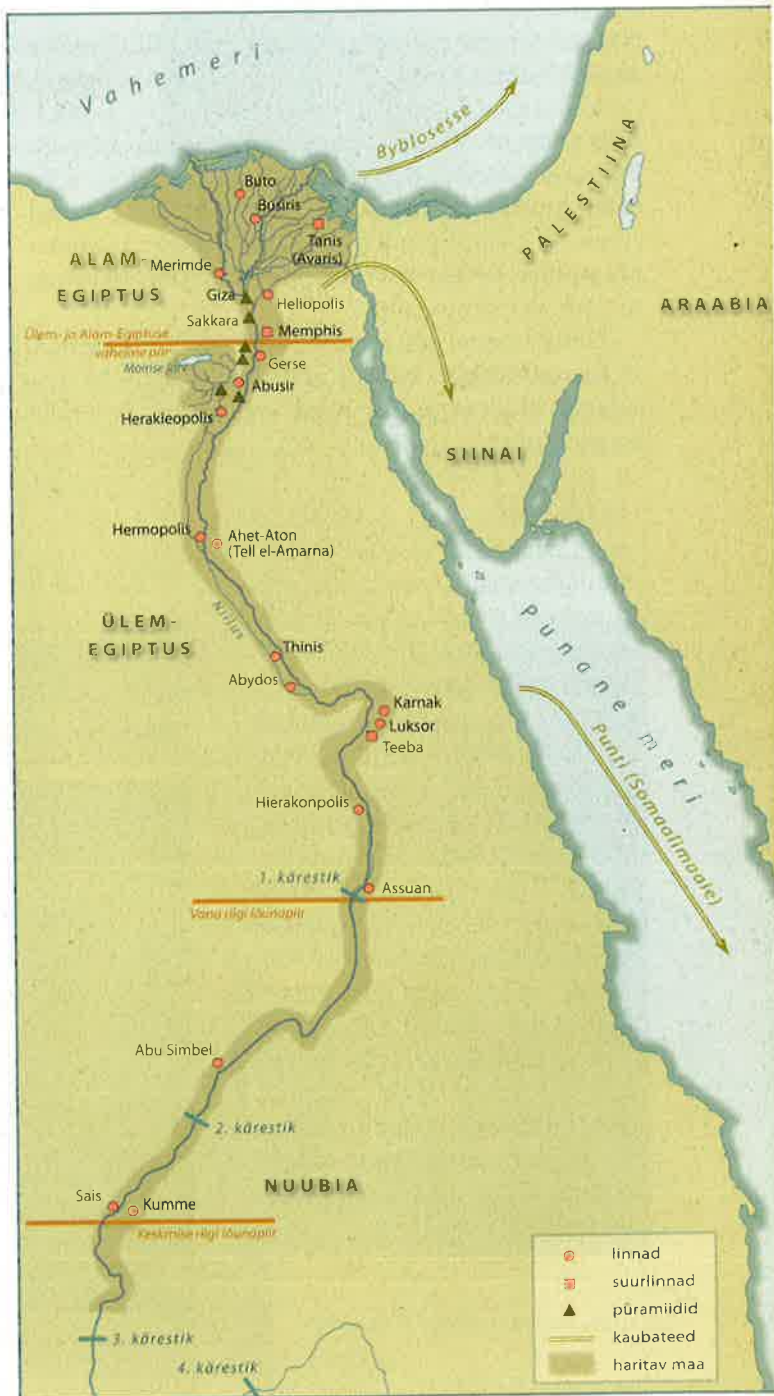 Vahemeri
Byblosesse
PALESTIINA
Buto
Busiris
Tanis
(Avaris)
ALAM-
EGIPTUS
Merimde
Giza
Heliopolis
ARAABIA
Sakkara
Memphis
Ülem- ja Alam-Egiptuse
vaheline piir
Gerse
Moirise järv
Abusir
Herakleopolis
SIINAI
Hermopolis
Ahet-Aton
(Tell el-Amarna)
Niilus
ÜLEM-
EGIPTUS
Thinis
Abydos
Punane meri
Karnak
Luksor
Teeba
Punti (Somaalimaale)
Hierakonpolis
1. kärestik
Assuan
Vana riigi lõunapiir
Abu Simbel
2. kärestik
NUUBIA
Sais
Kumme
Keskmise riigi lõunapiir
linnad
suurlinnad
püramiidid
kaubateed
haritav maa
3. kärestik
4. kärestik